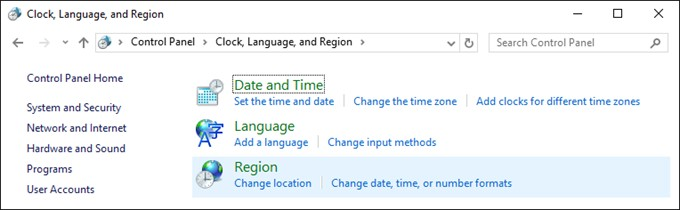 Clock, Language, and Region
Control Panel Clock, Language, and Region
Search Control Panel
Control Panel Home
System and Security
Network and Internet
Hardware and Sound
Programs
User Accounts
Date and Time
Set the time and date Change the time zone Add clocks for different time zones
Language
Add a language Change input methods
Region
Change location Change date, time, or number formats